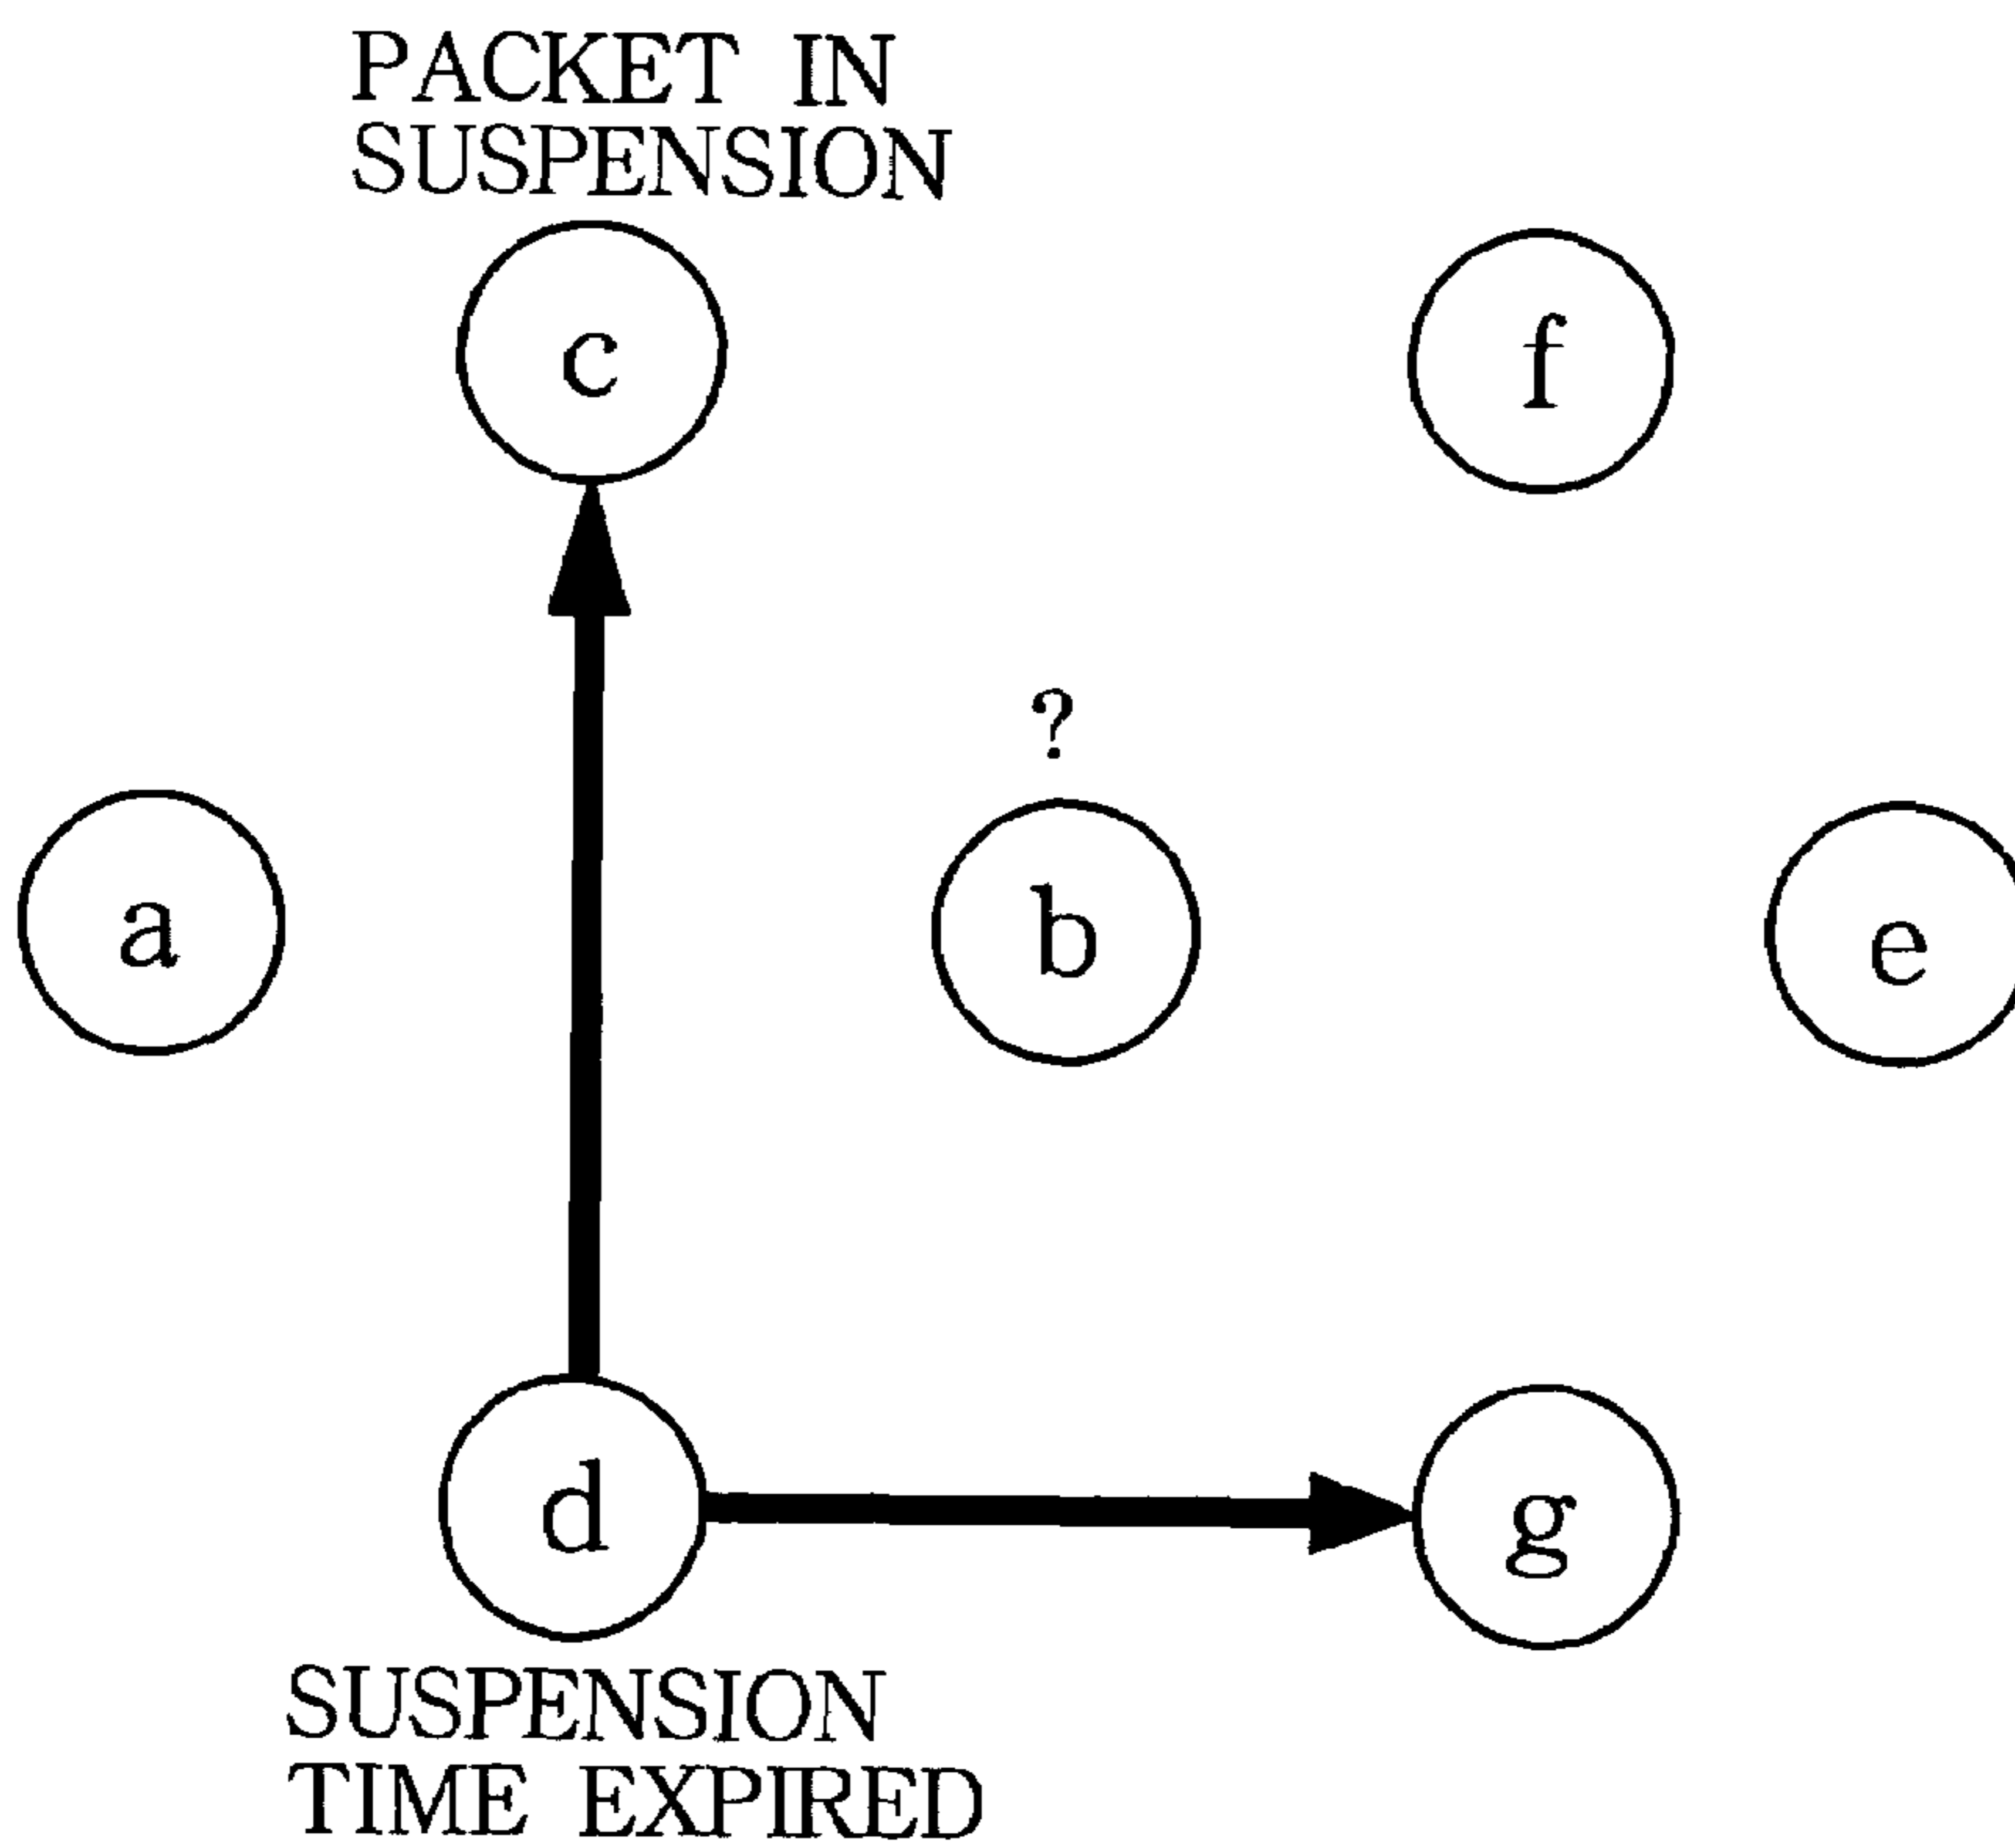 PACKET IN
SUSPENSION
c
f
?
a
b
e
d
g
SUSPENSION
TIME EXPIRED